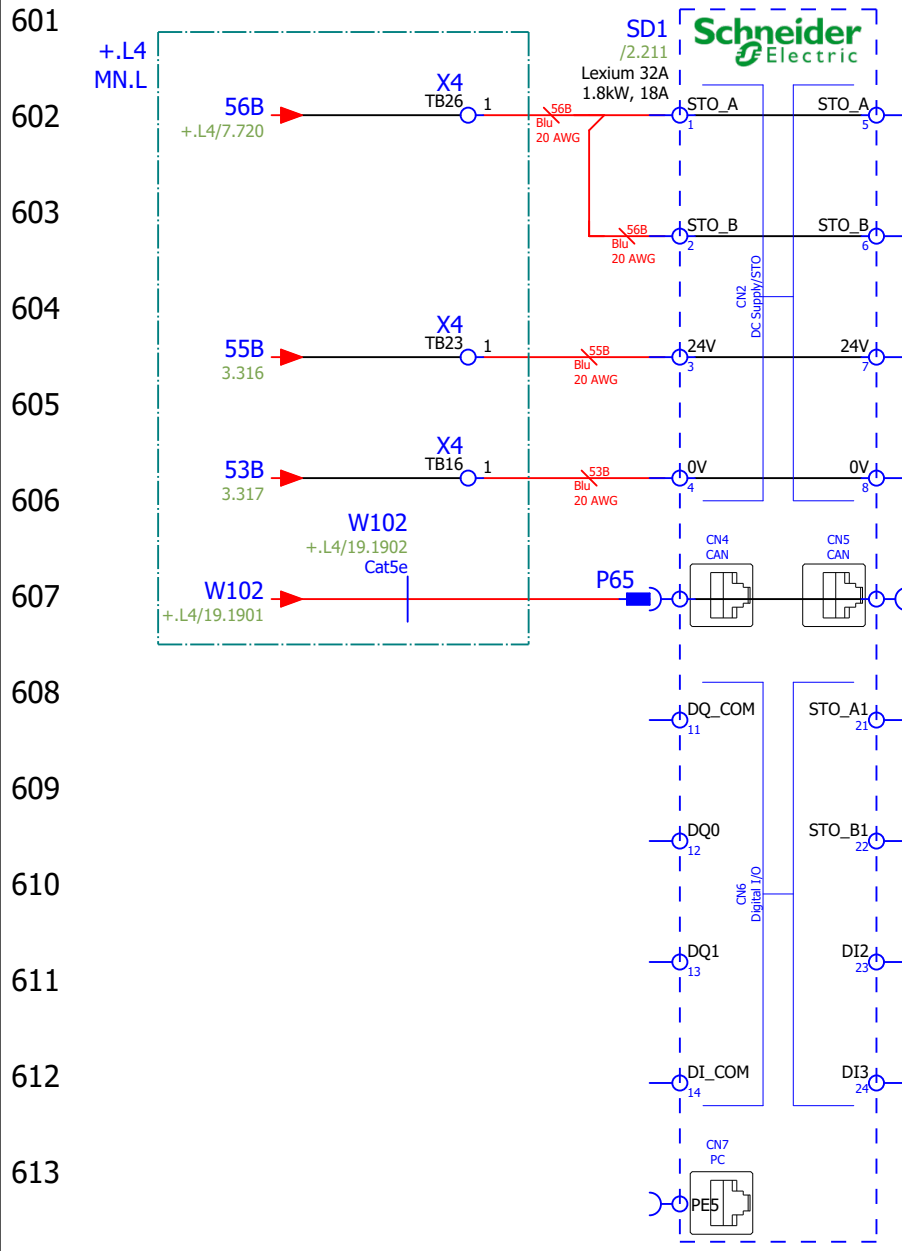 601
+.L4
MN.L
SD1
/2.211
Lexium 32A
1.8kW, 18A
Schneider
Electric
602
56B
+.L4/7.720
X4
TB26
1
56B
Blu
20 AWG
STO_A
1
STO_A
5
603
56B
Blu
20 AWG
STO_B
2
STO_B
6
CN2
DC Supply/STO
604
55B
3.316
X4
TB23
1
55B
Blu
20 AWG
24V
3
24V
7
605
53B
3.317
X4
TB16
1
53B
Blu
20 AWG
0V
4
0V
8
606
W102
+.L4/19.1902
Cat5e
CN4
CAN
CN5
CAN
607
W102
+.L4/19.1901
P65
608
DQ_COM
11
STO_A1
21
609
DQ0
12
STO_B1
22
610
CN6
Digital I/O
611
DQ1
13
DI2
23
612
DI_COM
14
DI3
24
613
CN7
PC
PE5